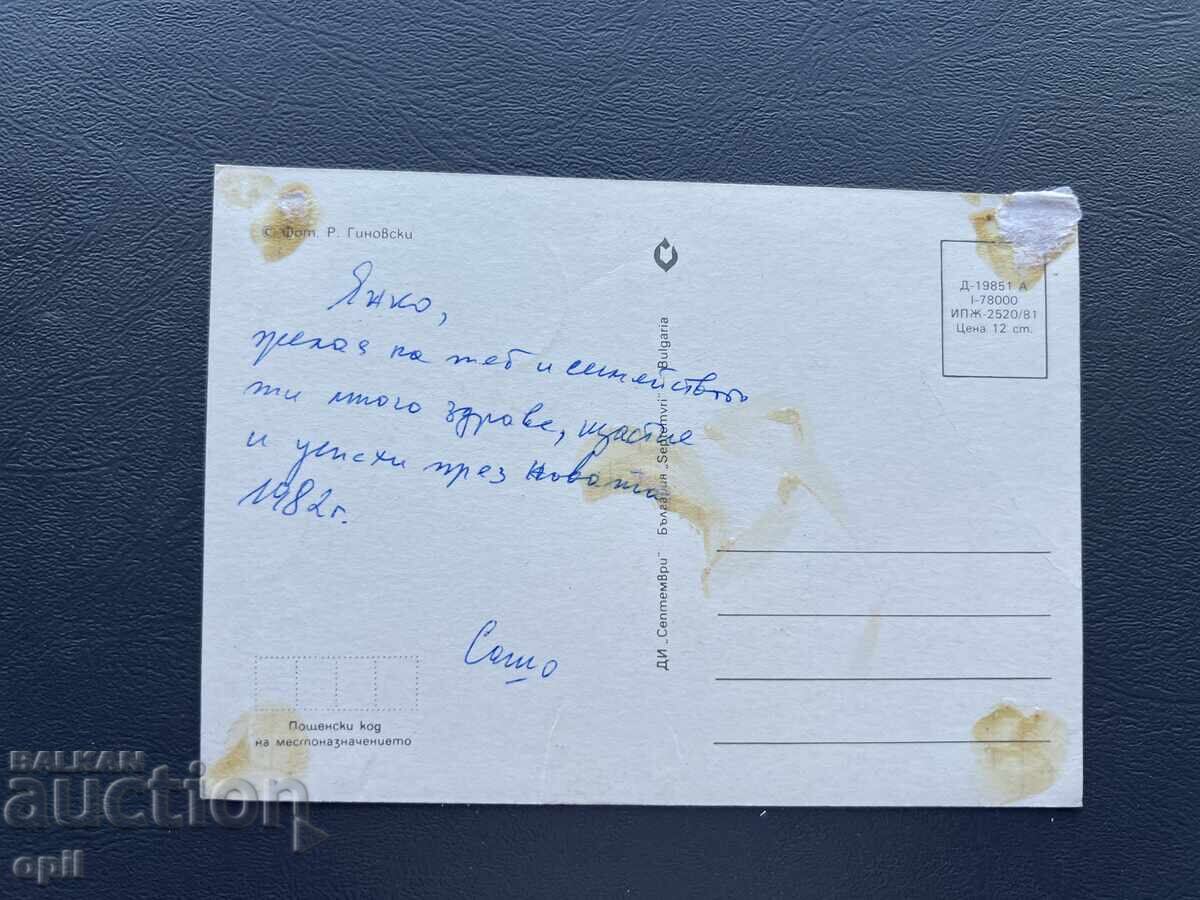 © Фот. Р. Гиновски
Янко,
желая на теб и семейството
ти много здраве, щастие
и успехи през Новата
1982г.
Сашо
Пощенски код
на местоназначението
ДИ „Септември" България „Septemvri" Bulgaria
Д-19851 А
I-78000
ИПЖ-2520/81
Цена 12 ст.
BALKAN
auction
opll